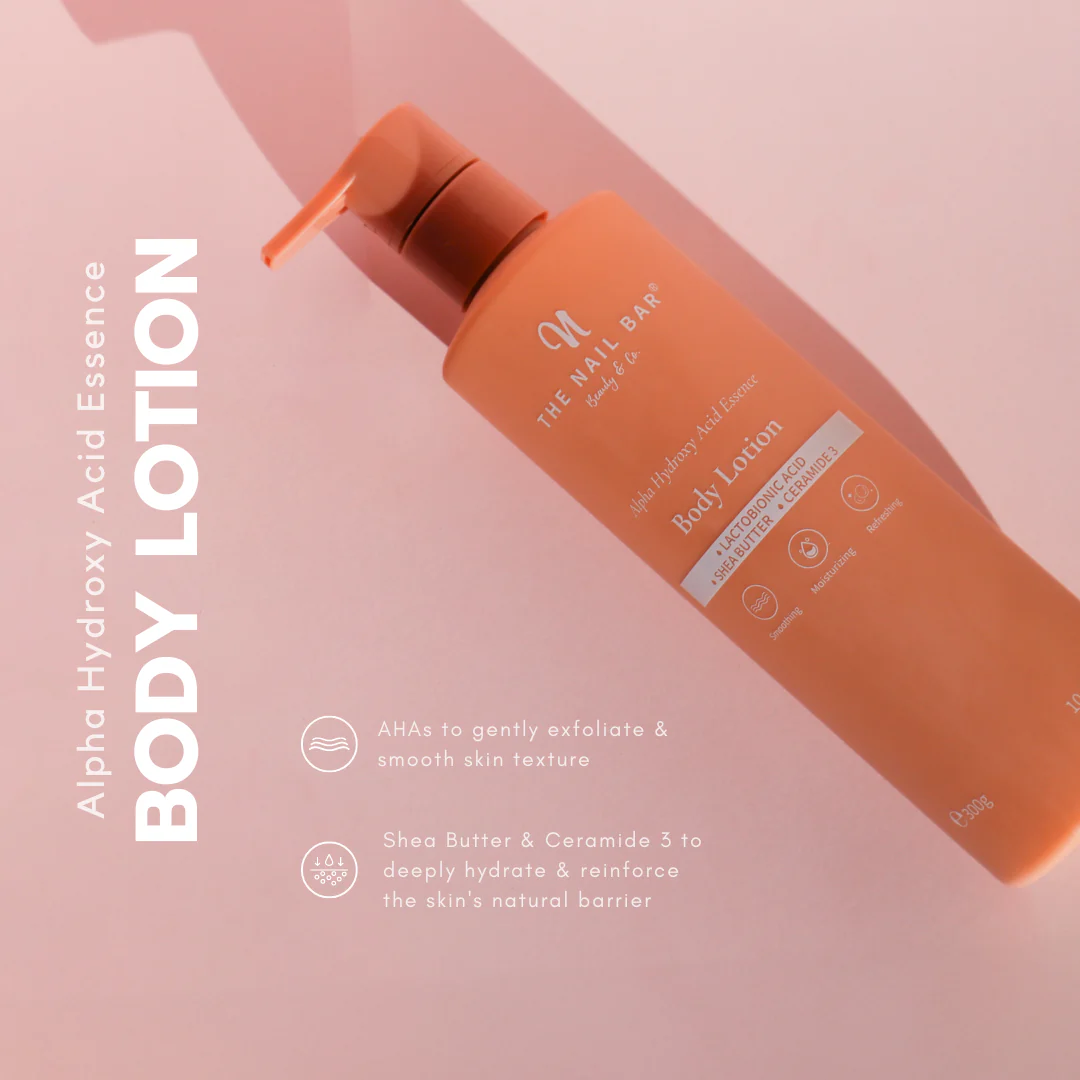 Alpha Hydroxy Acid Essence
BODY LOTION
N
THE NAIL BAR®
Beauty & Co.
Alpha Hydroxy Acid Essence
Body Lotion
LACTOBIONIC ACID
SHEA BUTTER CERAMIDE 3
Smoothing
Moisturizing
Refreshing
10
℮300g
AHAs to gently exfoliate &
smooth skin texture
Shea Butter & Ceramide 3 to
deeply hydrate & reinforce
the skin's natural barrier